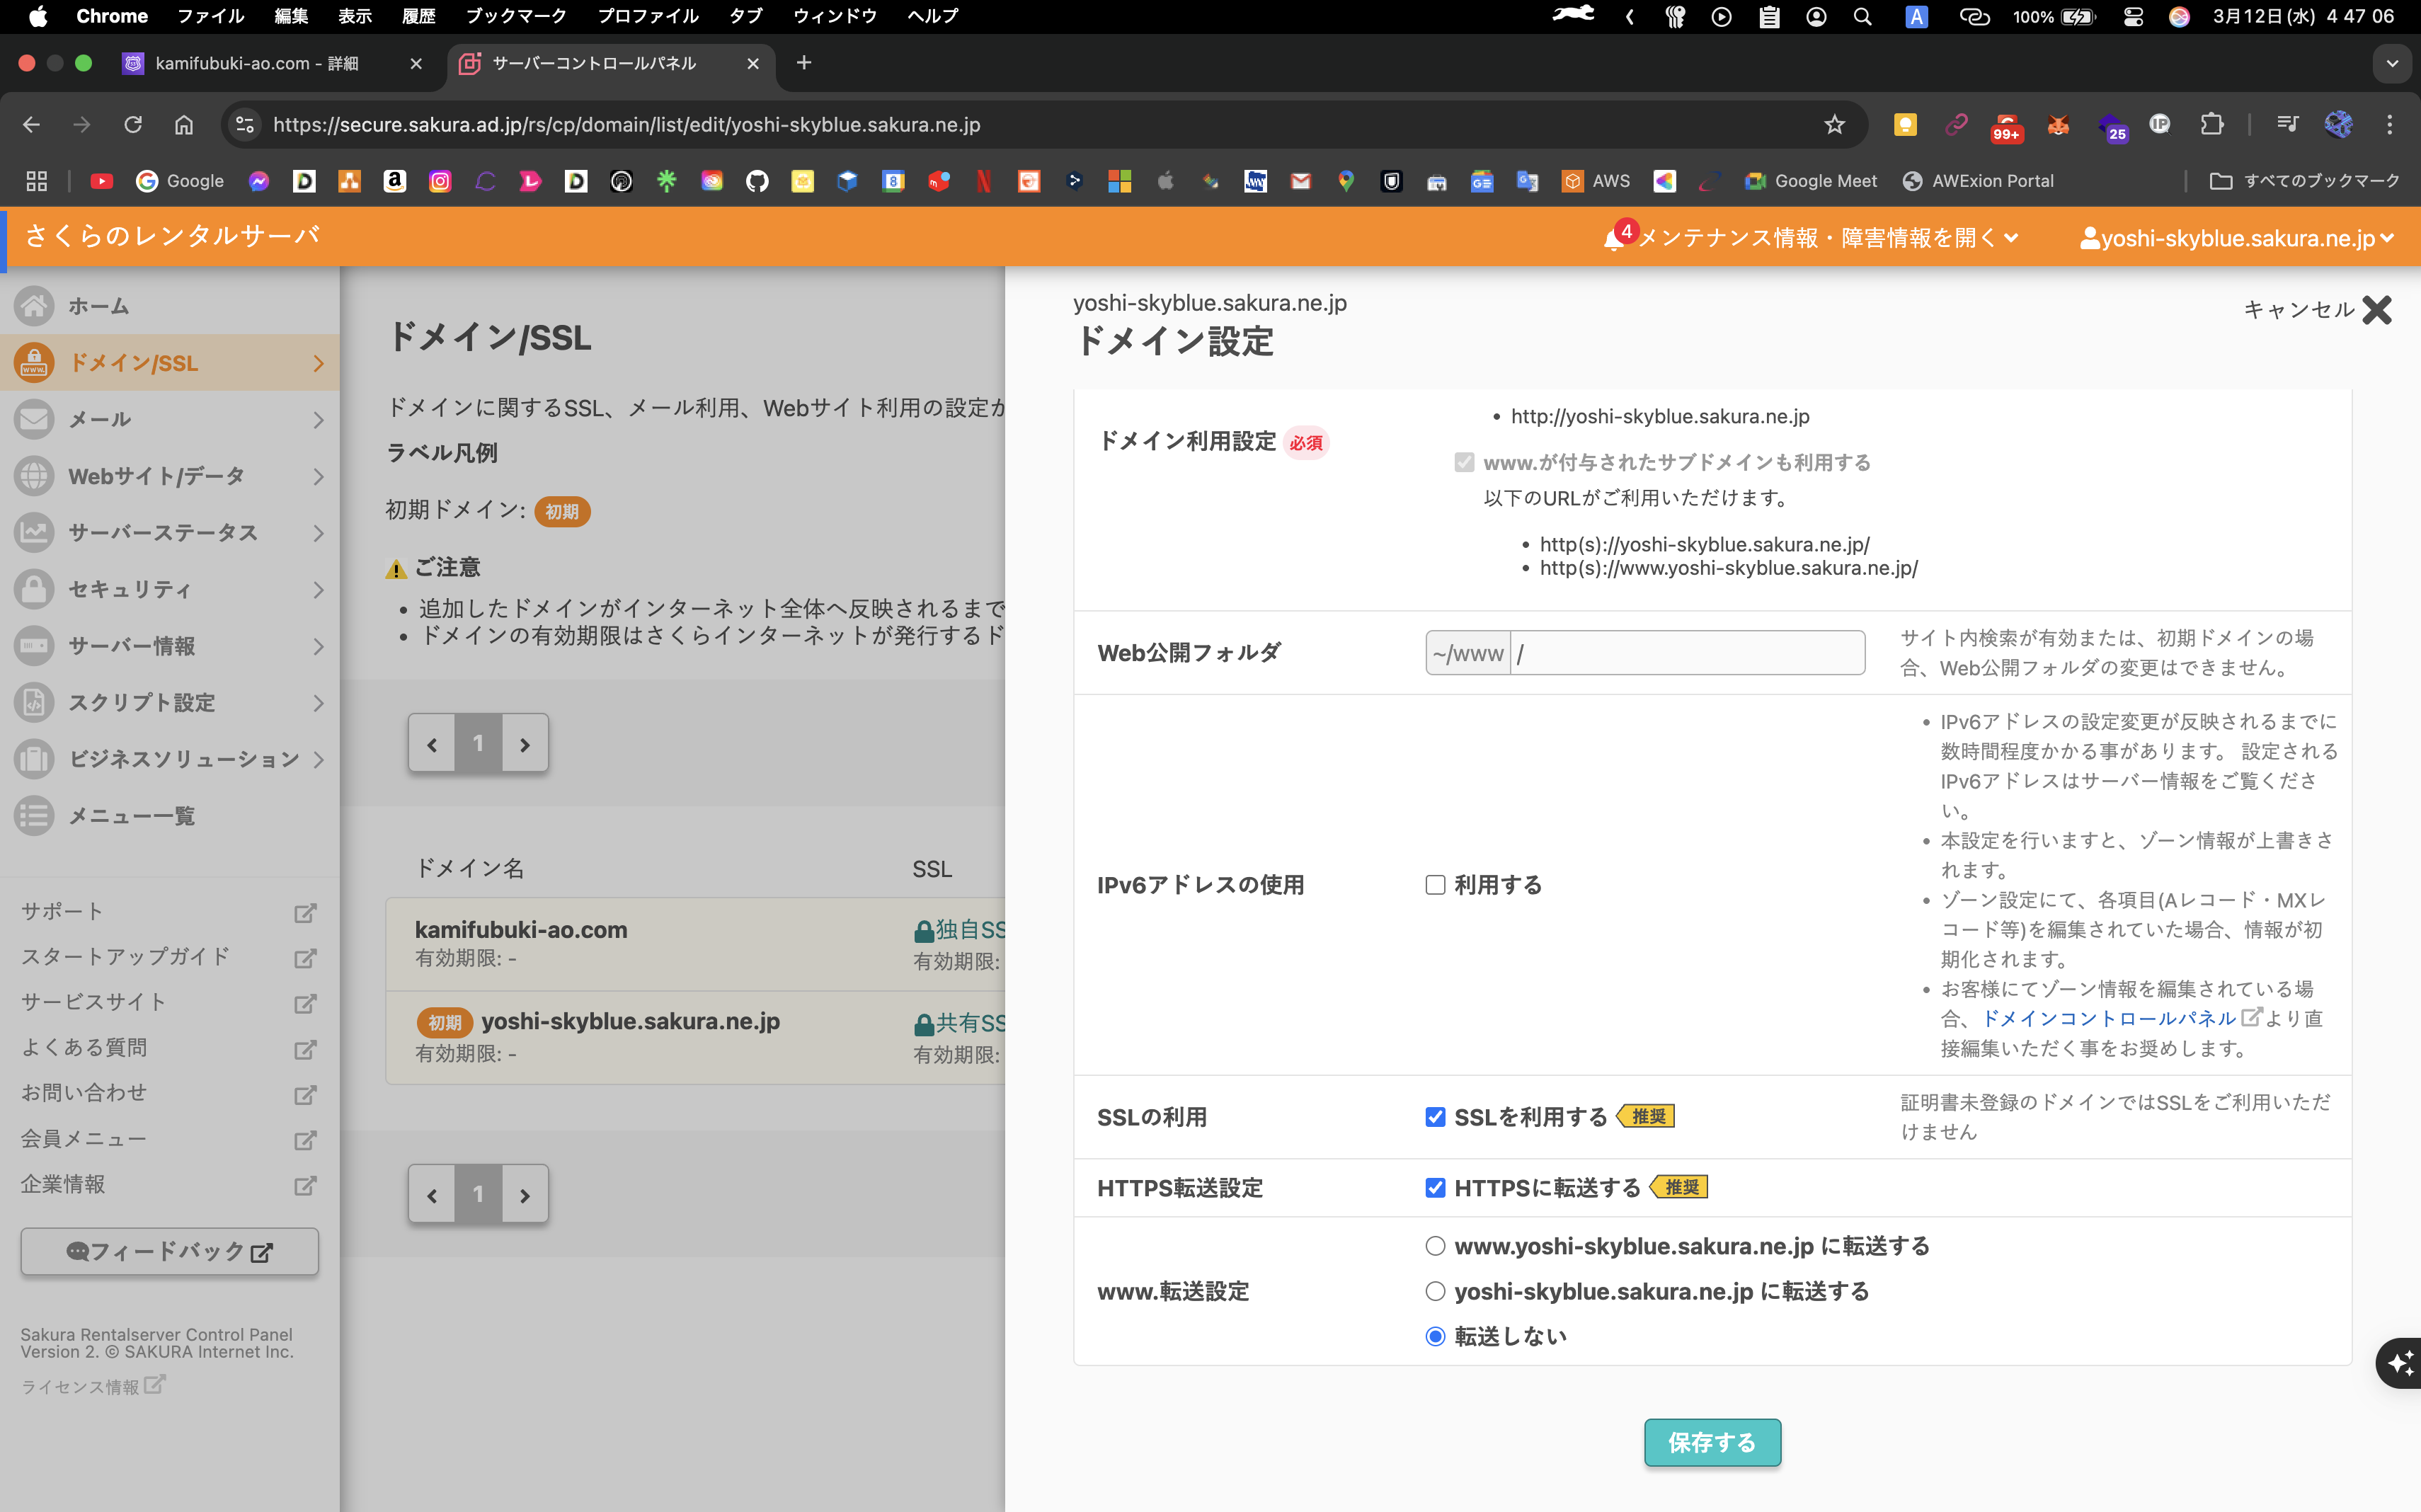 Chrome ファイル 編集 表示 履歴 ブックマーク プロファイル タブ ウィンドウ ヘルプ A 100% 3月12日(水) 4 47 06
kamifubuki-ao.com - 詳細
サーバーコントロールパネル
https://secure.sakura.ad.jp/rs/cp/domain/list/edit/yoshi-skyblue.sakura.ne.jp
99+
25
IP
Google
AWS
Google Meet
AWExion Portal
すべてのブックマーク
さくらのレンタルサーバ
4
メンテナンス情報・障害情報を開く
yoshi-skyblue.sakura.ne.jp
ホーム
ドメイン/SSL
メール
Webサイト/データ
サーバーステータス
セキュリティ
サーバー情報
スクリプト設定
ビジネスソリューション
メニュー一覧
サポート
スタートアップガイド
サービスサイト
よくある質問
お問い合わせ
会員メニュー
企業情報
フィードバック
Sakura Rentalserver Control Panel
Version 2. © SAKURA Internet Inc.
ライセンス情報
ドメイン/SSL
ドメインに関するSSL、メール利用、Webサイト利用の設定が
ラベル凡例
初期ドメイン: 初期
ご注意
• 追加したドメインがインターネット全体へ反映されるまで
• ドメインの有効期限はさくらインターネットが発行するド
1
ドメイン名
SSL
kamifubuki-ao.com
有効期限: -
独自SS
有効期限:
初期 yoshi-skyblue.sakura.ne.jp
有効期限: -
共有SS
有効期限:
1
yoshi-skyblue.sakura.ne.jp
ドメイン設定
キャンセル
ドメイン利用設定 必須
• http://yoshi-skyblue.sakura.ne.jp
www.が付与されたサブドメインも利用する
以下のURLがご利用いただけます。
• http(s)://yoshi-skyblue.sakura.ne.jp/
• http(s)://www.yoshi-skyblue.sakura.ne.jp/
Web公開フォルダ
~/www /
サイト内検索が有効または、初期ドメインの場
合、Web公開フォルダの変更はできません。
IPv6アドレスの使用
利用する
• IPv6アドレスの設定変更が反映されるまでに
数時間程度かかる事があります。 設定される
IPv6アドレスはサーバー情報をご覧くださ
い。
• 本設定を行いますと、ゾーン情報が上書きさ
れます。
• ゾーン設定にて、各項目(Aレコード・MXレ
コード等)を編集されていた場合、情報が初
期化されます。
• お客様にてゾーン情報を編集されている場
合、ドメインコントロールパネル より直
接編集いただく事をお奨めします。
SSLの利用
SSLを利用する 推奨
証明書未登録のドメインではSSLをご利用いただ
けません
HTTPS転送設定
HTTPSに転送する 推奨
www.転送設定
www.yoshi-skyblue.sakura.ne.jp に転送する
yoshi-skyblue.sakura.ne.jp に転送する
転送しない
保存する